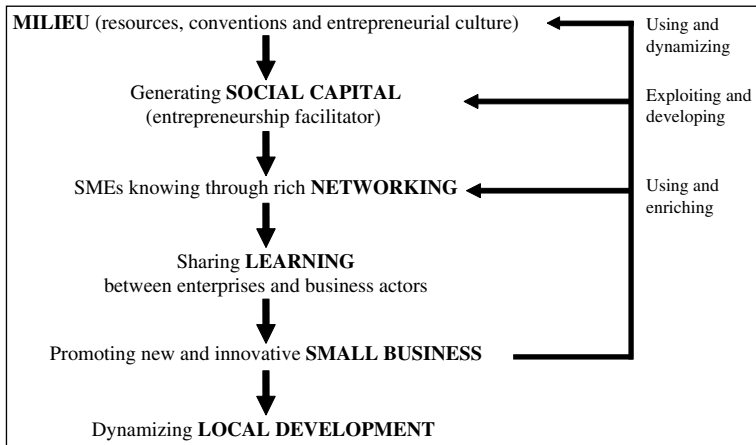 MILIEU (resources, conventions and entrepreneurial culture)
Using and
dynamizing
Generating SOCIAL CAPITAL
(entrepreneurship facilitator)
Exploiting and
developing
SMEs knowing through rich NETWORKING
Using and
enriching
Sharing LEARNING
between enterprises and business actors
Promoting new and innovative SMALL BUSINESS
Dynamizing LOCAL DEVELOPMENT